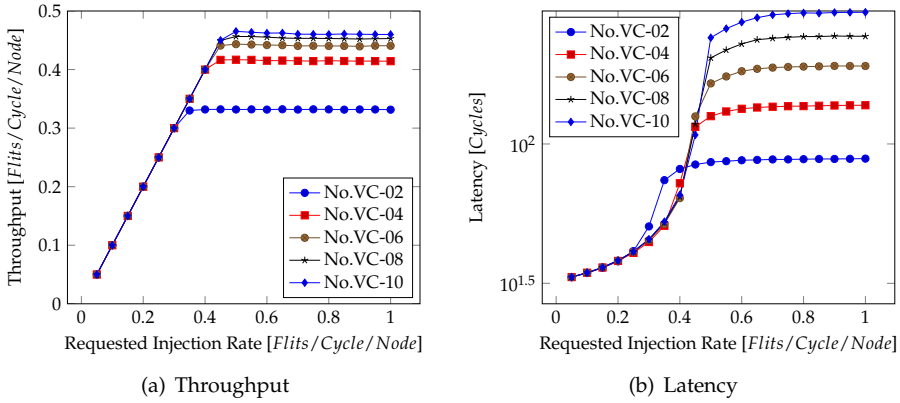 0.5
0.4
0.3
0.2
0.1
0
0 0.2 0.4 0.6 0.8 1
Throughput [Flits/Cycle/Node]
Requested Injection Rate [Flits/Cycle/Node]
No.VC-02
No.VC-04
No.VC-06
No.VC-08
No.VC-10
(a) Throughput
10^2
10^1.5
0 0.2 0.4 0.6 0.8 1
Latency [Cycles]
Requested Injection Rate [Flits/Cycle/Node]
No.VC-02
No.VC-04
No.VC-06
No.VC-08
No.VC-10
(b) Latency